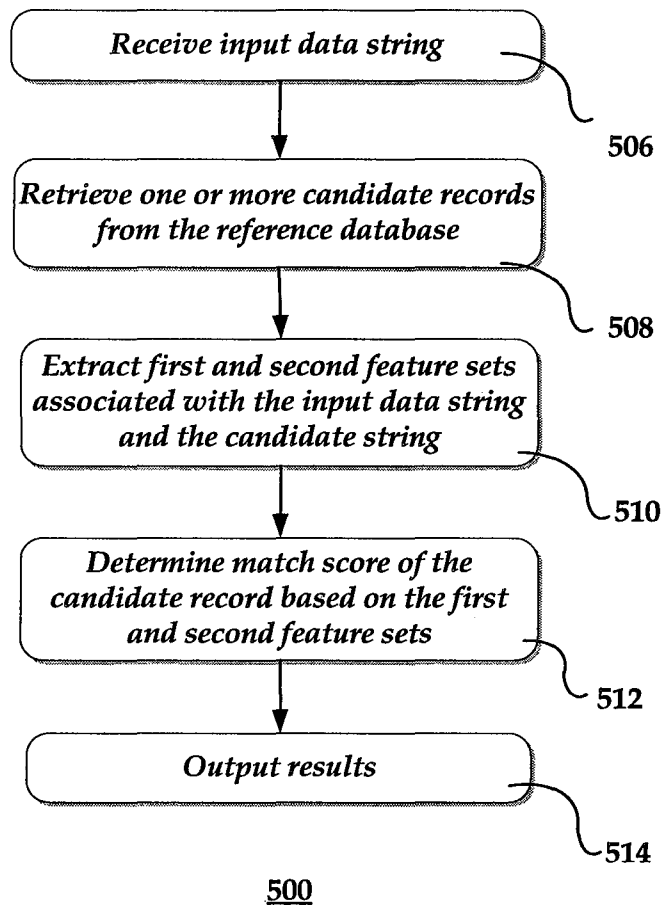 Receive input data string
506
Retrieve one or more candidate records
from the reference database
508
Extract first and second feature sets
associated with the input data string
and the candidate string
510
Determine match score of the
candidate record based on the first
and second feature sets
512
Output results
514
500